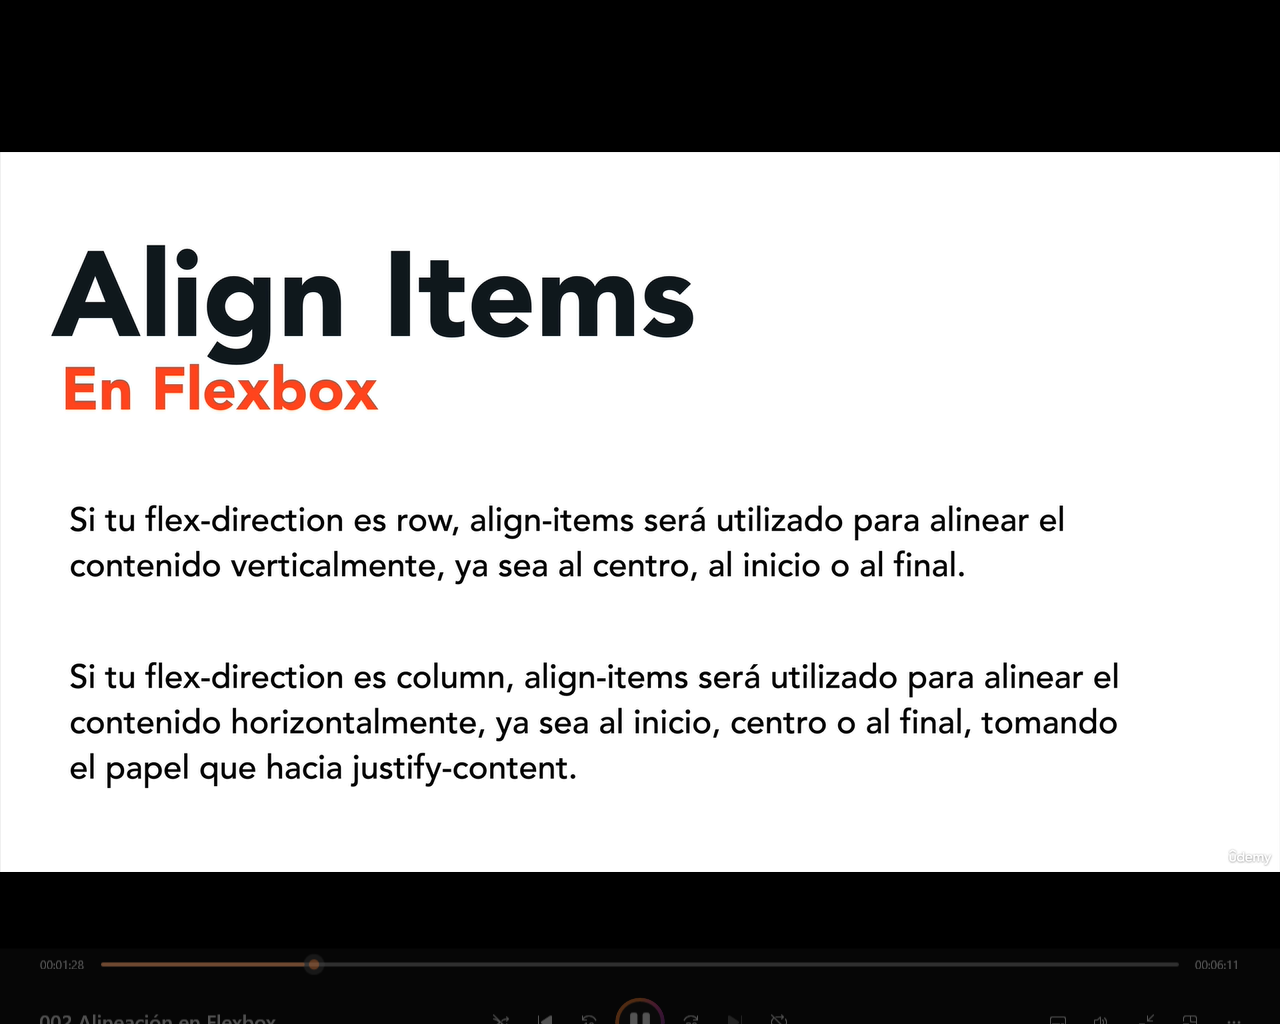 Align Items
En Flexbox
Si tu flex-direction es row, align-items será utilizado para alinear el
contenido verticalmente, ya sea al centro, al inicio o al final.
Si tu flex-direction es column, align-items será utilizado para alinear el
contenido horizontalmente, ya sea al inicio, centro o al final, tomando
el papel que hacia justify-content.
ûdemy
00:01:28
00:06:11
002 Alineación en Flexbox